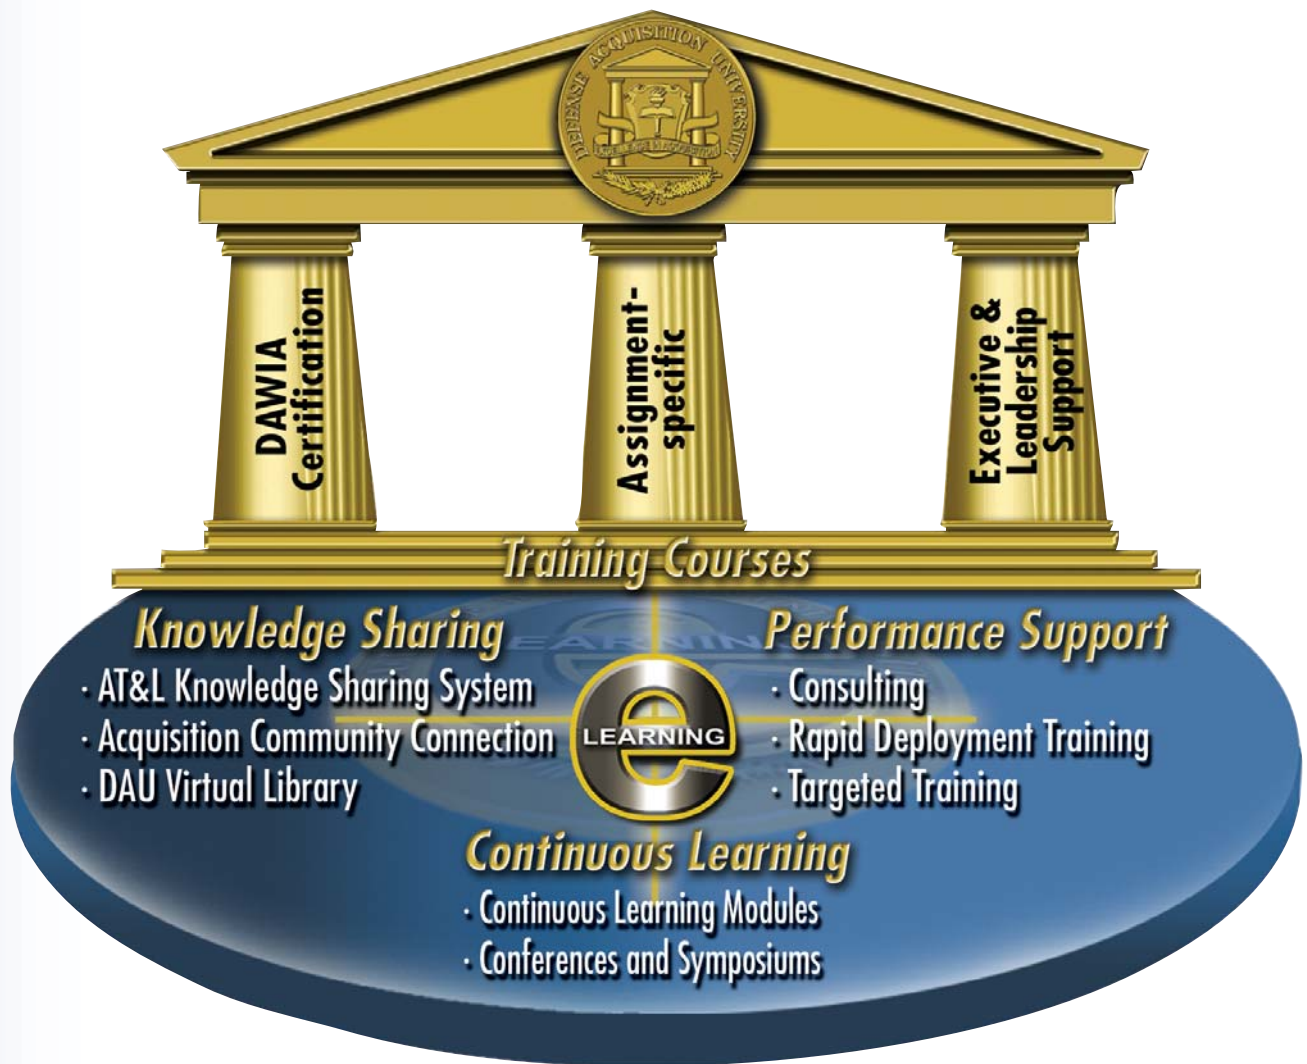 DEFENSE ACQUISITION UNIVERSITY
DAWIA
Certification
Assignment-
specific
Executive &
Leadership
Support
Training Courses
Knowledge Sharing
· AT&L Knowledge Sharing System
· Acquisition Community Connection
· DAU Virtual Library
Performance Support
· Consulting
· Rapid Deployment Training
· Targeted Training
e
LEARNING
Continuous Learning
· Continuous Learning Modules
· Conferences and Symposiums